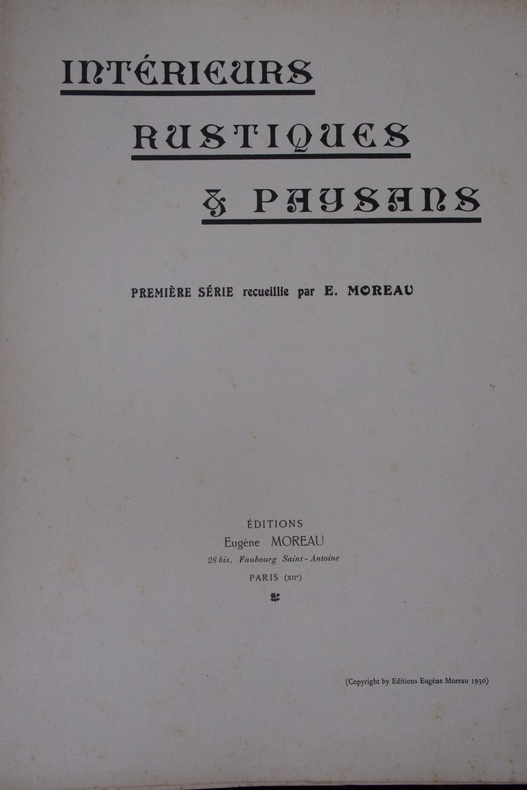 INTÉRIEURS
RUSTIQUES
& PAYSANS
PREMIÈRE SÉRIE recueillie par E. MOREAU
ÉDITIONS
Eugène MOREAU
28 bis, Faubourg Saint-Antoine
PARIS (XIIe)
(Copyright by Editions Eugène Moreau 1930)